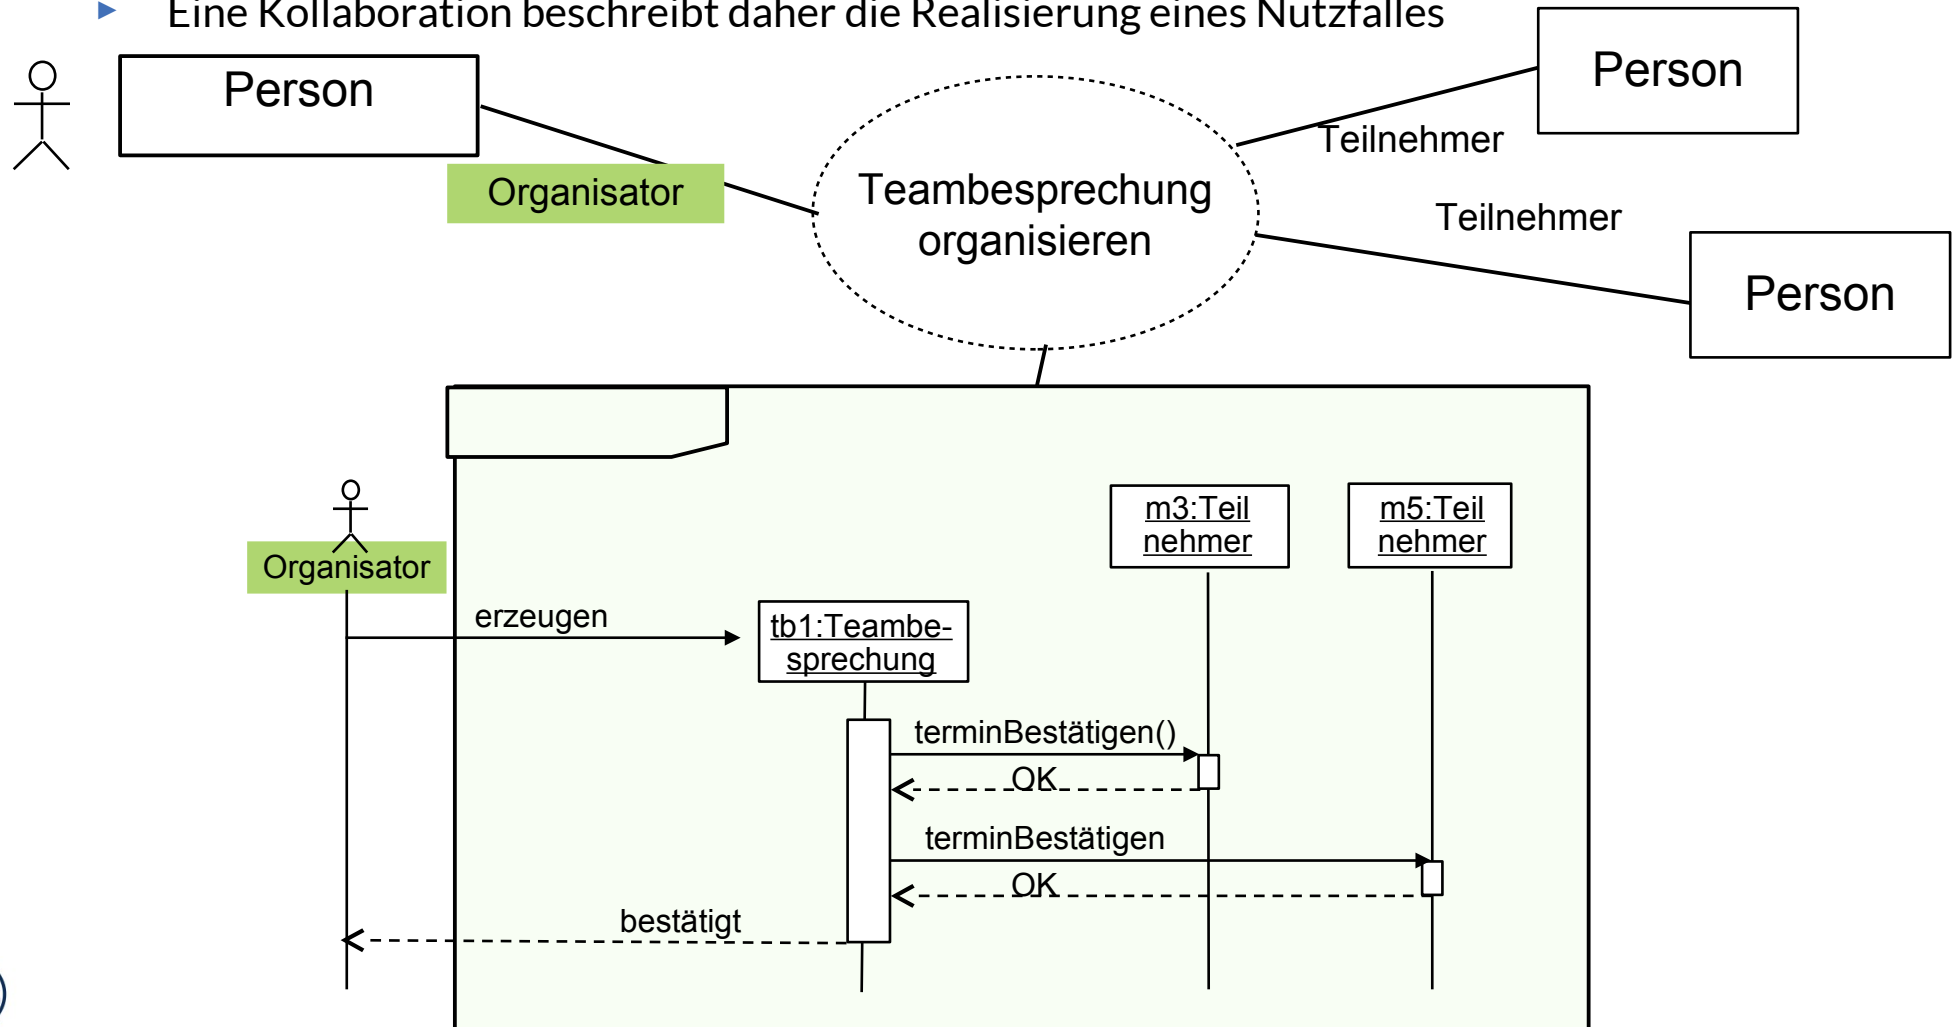 Eine Kollaboration beschreibt daher die Realisierung eines Nutzfalles
Person
Person
Teilnehmer
Organisator
Teambesprechung
organisieren
Teilnehmer
Person
m3:Teil
nehmer
m5:Teil
nehmer
Organisator
erzeugen
tb1:Teambe-
sprechung
terminBestätigen()
OK
terminBestätigen
OK
bestätigt